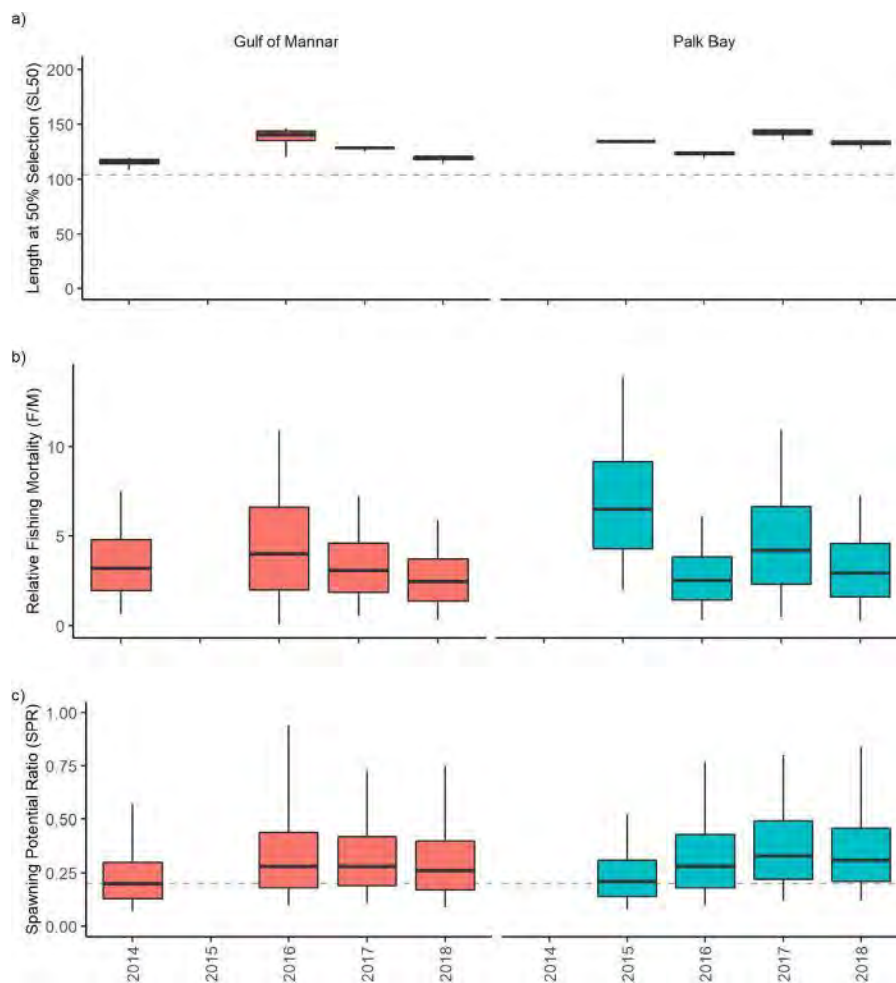 a)
Gulf of Mannar
Palk Bay
Length at 50% Selection (SL50)
200
150
100
50
0
b)
Relative Fishing Mortality (F/M)
10
5
0
c)
Spawning Potential Ratio (SPR)
1.00
0.75
0.50
0.25
0.00
2014
2015
2016
2017
2018
2014
2015
2016
2017
2018